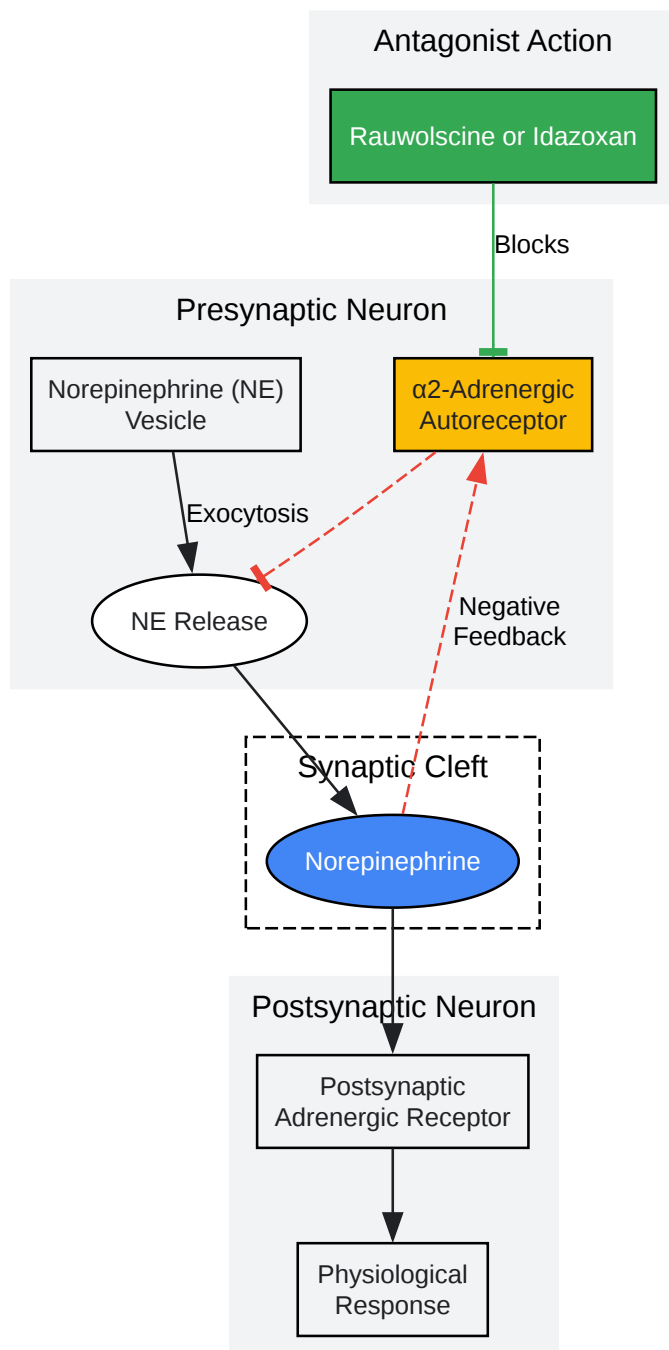 Antagonist Action
Rauwolscine or Idazoxan
Blocks
Presynaptic Neuron
Norepinephrine (NE)
Vesicle
α2-Adrenergic
Autoreceptor
Exocytosis
NE Release
Negative
Feedback
Synaptic Cleft
Norepinephrine
Postsynaptic Neuron
Postsynaptic
Adrenergic Receptor
Physiological
Response